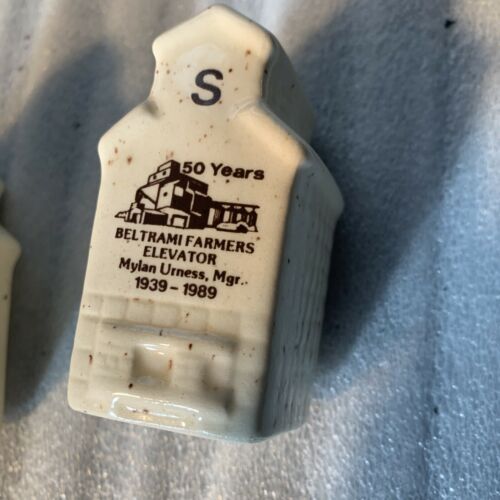 S
50 Years
BELTRAMI FARMERS
ELEVATOR
Mylan Urness, Mgr.
1939 - 1989